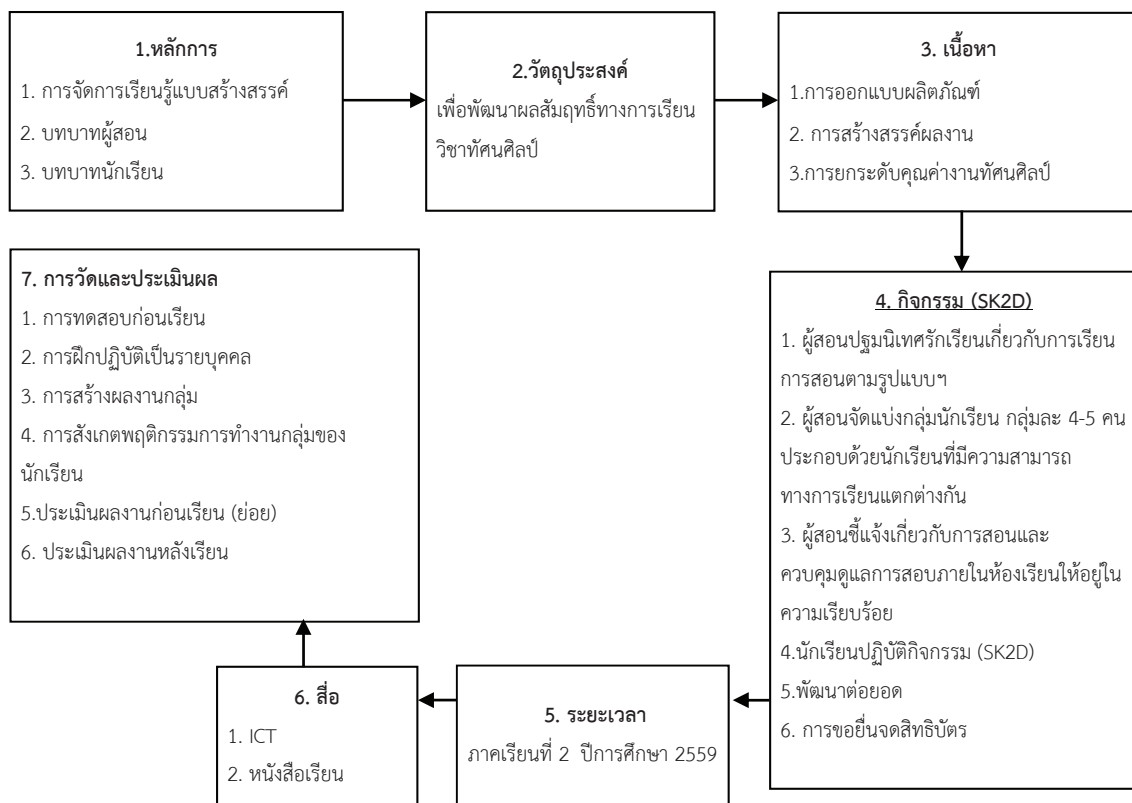 1.หลักการ
1. การจัดการเรียนรู้แบบสร้างสรรค์
2. บทบาทผู้สอน
3. บทบาทนักเรียน
2.วัตถุประสงค์
เพื่อพัฒนาผลสัมฤทธิ์ทางการเรียน
วิชาทัศนศิลป์
3. เนื้อหา
1.การออกแบบผลิตภัณฑ์
2. การสร้างสรรค์ผลงาน
3.การยกระดับคุณค่างานทัศนศิลป์
4. กิจกรรม (SK2D)
1. ผู้สอนปฐมนิเทศรักเรียนเกี่ยวกับการเรียน
การสอนตามรูปแบบฯ
2. ผู้สอนจัดแบ่งกลุ่มนักเรียน กลุ่มละ 4-5 คน
ประกอบด้วยนักเรียนที่มีความสามารถ
ทางการเรียนแตกต่างกัน
3. ผู้สอนชี้แจ้งเกี่ยวกับการสอนและ
ควบคุมดูแลการสอบภายในห้องเรียนให้อยู่ใน
ความเรียบร้อย
4.นักเรียนปฏิบัติกิจกรรม (SK2D)
5.พัฒนาต่อยอด
6. การขอยื่นจดสิทธิบัตร
5. ระยะเวลา
ภาคเรียนที่ 2 ปีการศึกษา 2559
6. สื่อ
1. ICT
2. หนังสือเรียน
7. การวัดและประเมินผล
1. การทดสอบก่อนเรียน
2. การฝึกปฏิบัติเป็นรายบุคคล
3. การสร้างผลงานกลุ่ม
4. การสังเกตพฤติกรรมการทำงานกลุ่มของ
นักเรียน
5.ประเมินผลงานก่อนเรียน (ย่อย)
6. ประเมินผลงานหลังเรียน